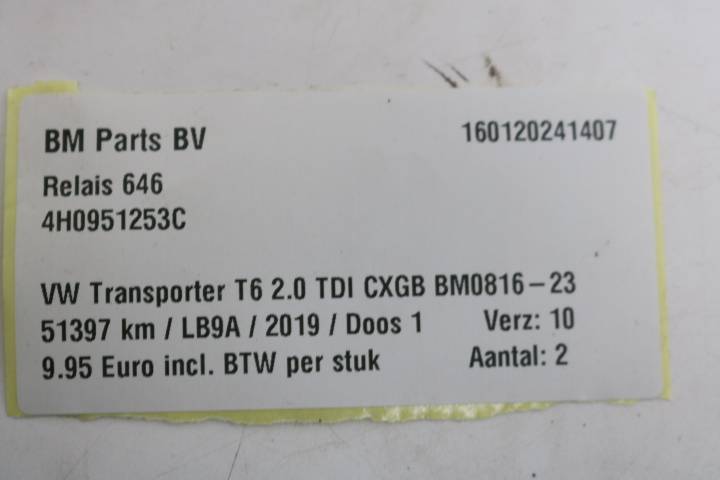 BM Parts BV 160120241407
Relais 646
4H0951253C
VW Transporter T6 2.0 TDI CXGB BM0816-23
51397 km / LB9A / 2019 / Doos 1 Verz: 10
9.95 Euro incl. BTW per stuk Aantal: 2